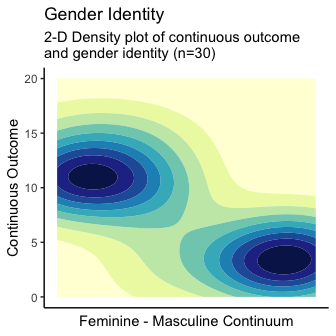 Gender Identity
2-D Density plot of continuous outcome
and gender identity (n=30)
20
15
10
5
0
Continuous Outcome
Feminine - Masculine Continuum